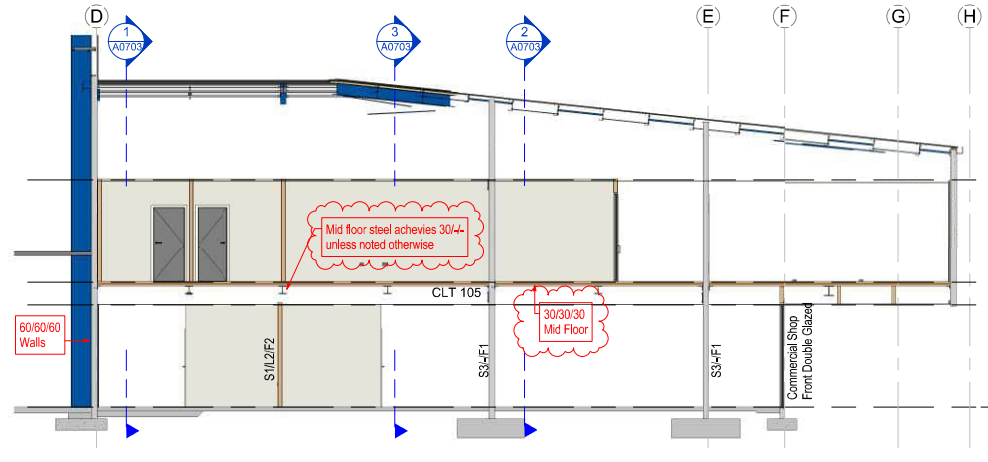 D
E
F
G
H
1
A0703
3
A0703
2
A0703
Mid floor steel achevies 30/-/-
unless noted otherwise
CLT 105
30/30/30
Mid Floor
60/60/60
Walls
S1/L2/F2
S3/-/F1
S3/-/F1
Commercial Shop
Front Double Glazed